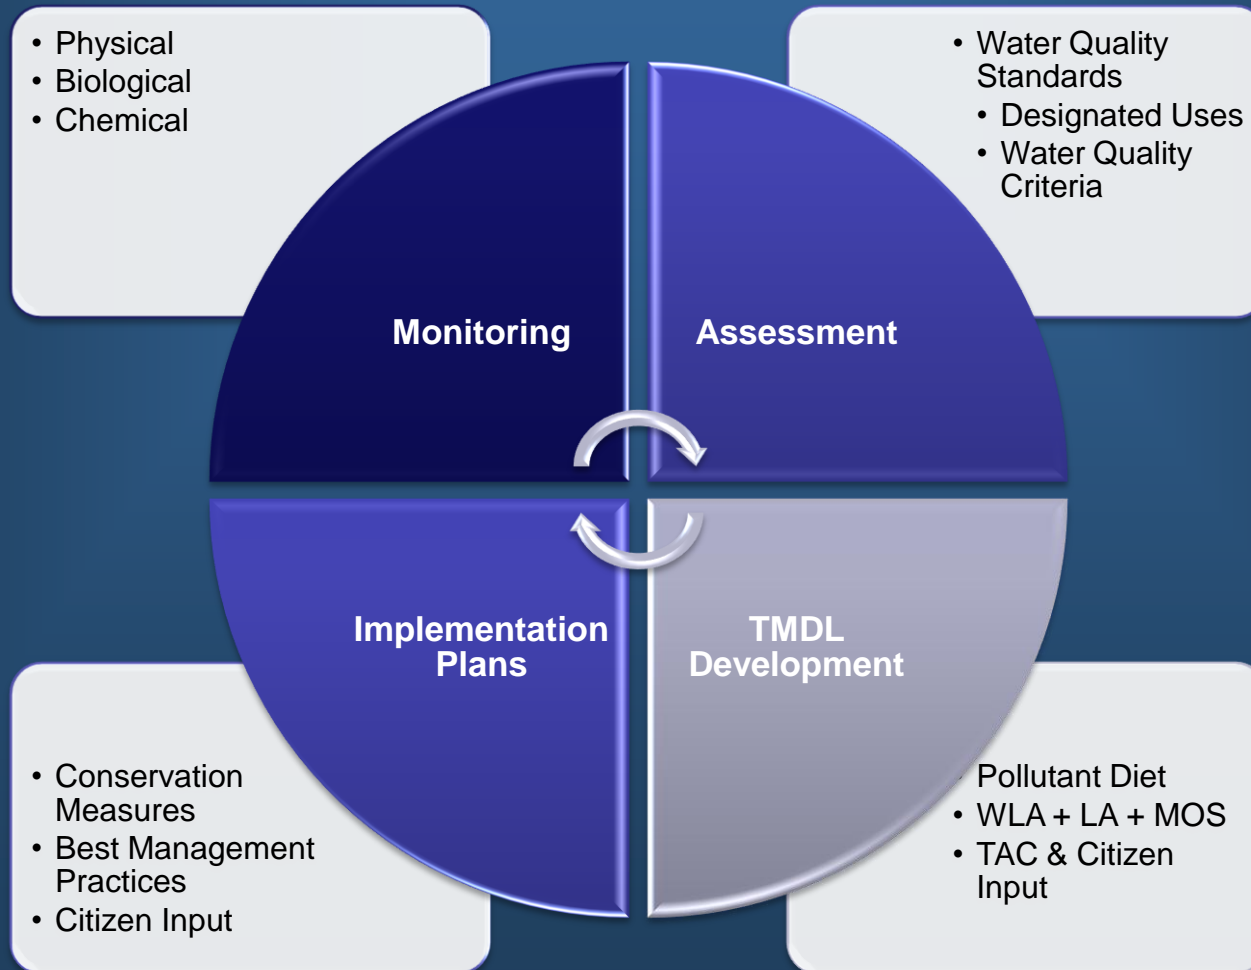 • Physical
• Biological
• Chemical
• Water Quality
Standards
• Designated Uses
• Water Quality
Criteria
Monitoring
Assessment
Implementation
Plans
TMDL
Development
• Conservation
Measures
• Best Management
Practices
• Citizen Input
• Pollutant Diet
• WLA + LA + MOS
• TAC & Citizen
Input